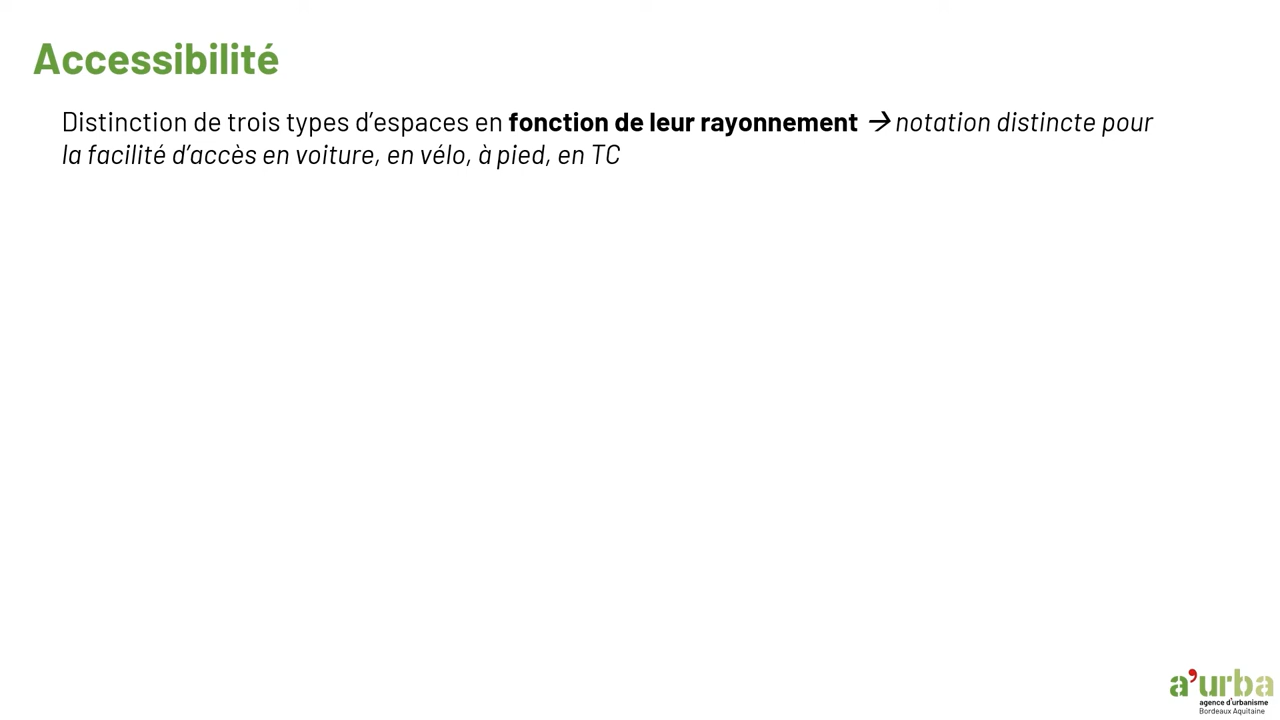 Accessibilité
Distinction de trois types d’espaces en fonction de leur rayonnement → notation distincte pour
la facilité d’accès en voiture, en vélo, à pied, en TC
a’urba
agence d’urbanisme
Bordeaux Aquitaine